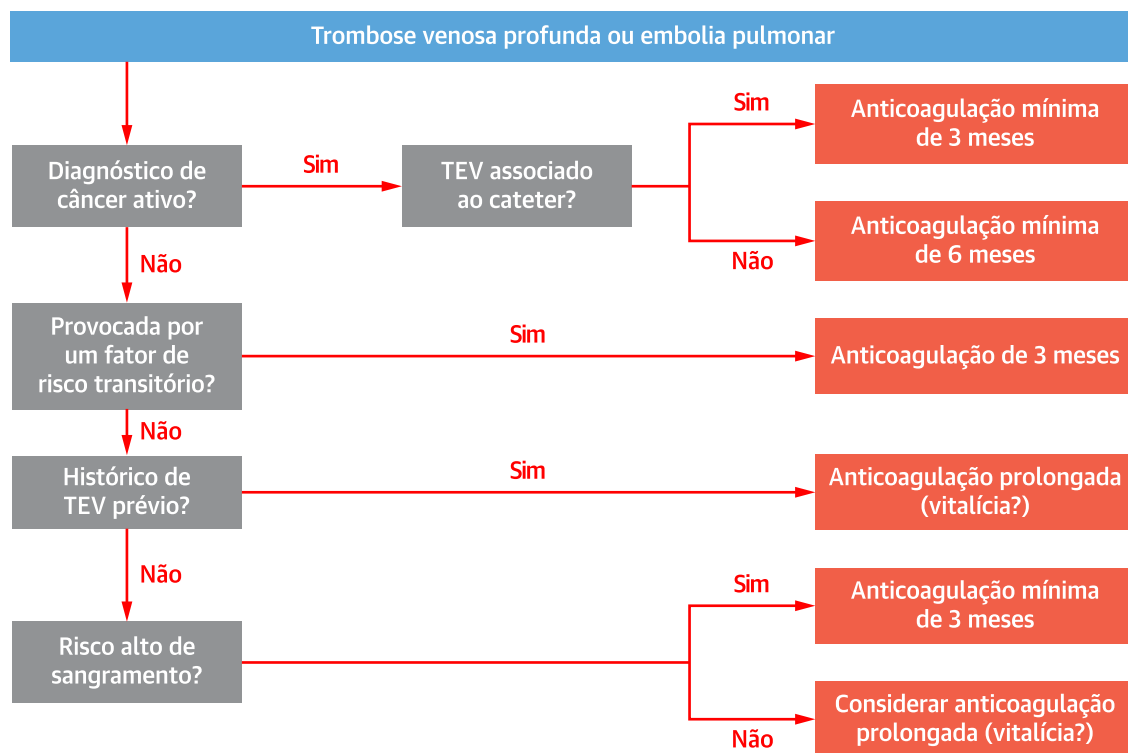 Trombose venosa profunda ou embolia pulmonar
Sim
Anticoagulação mínima
de 3 meses
Diagnóstico de
câncer ativo?
Sim
TEV associado
ao cateter?
Não
Anticoagulação mínima
de 6 meses
Não
Provocada por
um fator de
risco transitório?
Sim
Anticoagulação de 3 meses
Não
Histórico de
TEV prévio?
Sim
Anticoagulação prolongada
(vitalícia?)
Não
Risco alto de
sangramento?
Sim
Anticoagulação mínima
de 3 meses
Não
Considerar anticoagulação
prolongada (vitalícia?)